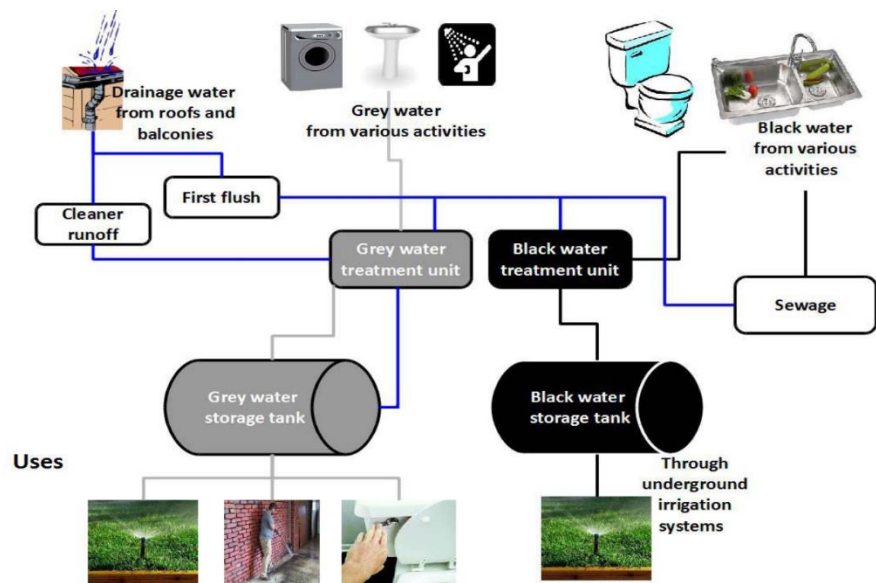 Drainage water
from roofs and
balconies
Grey water
from various activities
Black water
from various
activities
First flush
Cleaner
runoff
Grey water
treatment unit
Black water
treatment unit
Sewage
Grey water
storage tank
Black water
storage tank
Uses
Through
underground
irrigation
systems